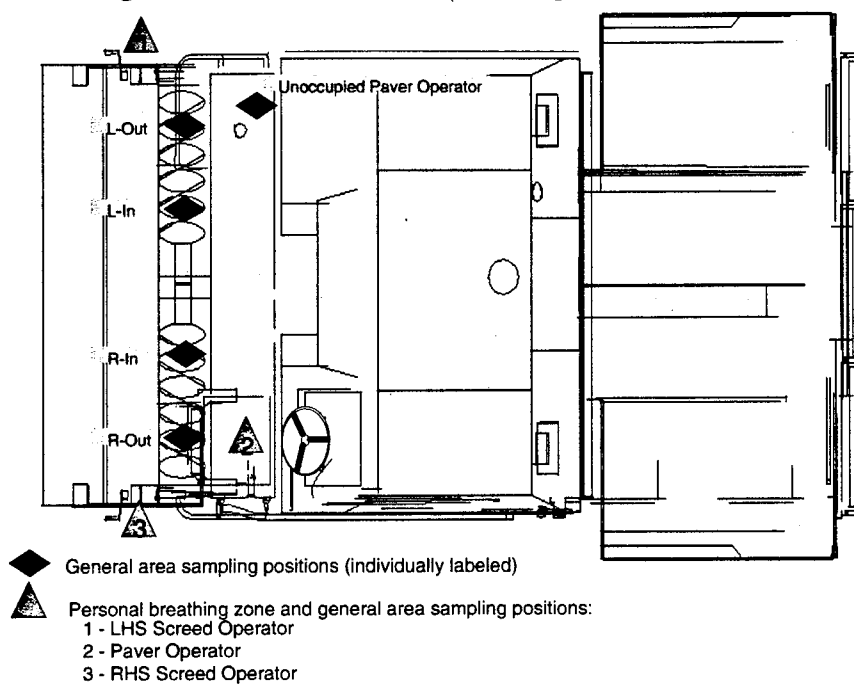 Unoccupied Paver Operator
L-Out
L-In
R-In
R-Out
2
3
General area sampling positions (individually labeled)
Personal breathing zone and general area sampling positions:
1 - LHS Screed Operator
2 - Paver Operator
3 - RHS Screed Operator